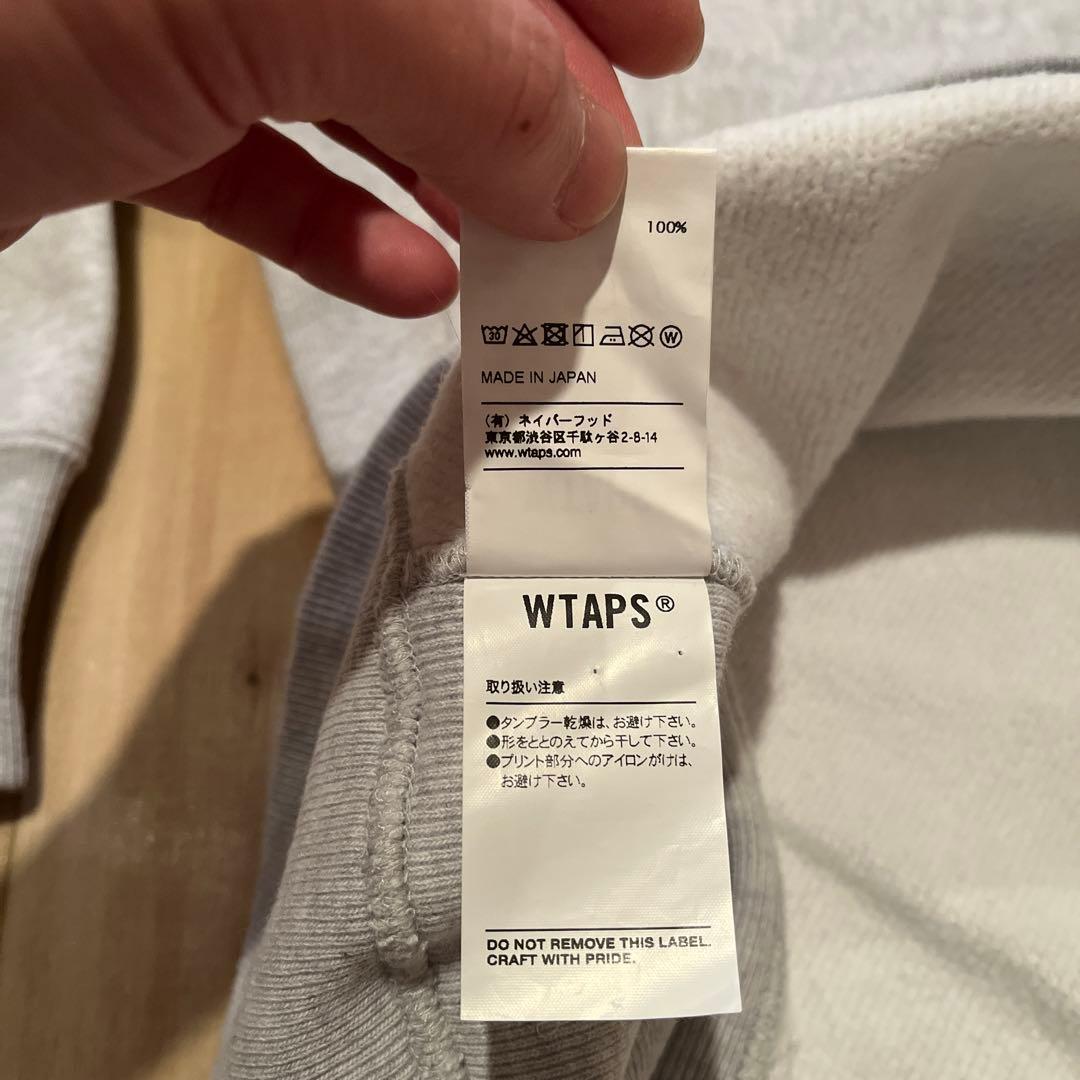 100%
30
W
MADE IN JAPAN
(有) ネイバーフッド
東京都渋谷区千駄ヶ谷2-8-14
www.wtaps.com
WTAPS®
取り扱い注意
●タンブラー乾燥は、お避け下さい。
●形をととのえてから干して下さい。
●プリント部分へのアイロンがけは、
お避け下さい。
DO NOT REMOVE THIS LABEL.
CRAFT WITH PRIDE.